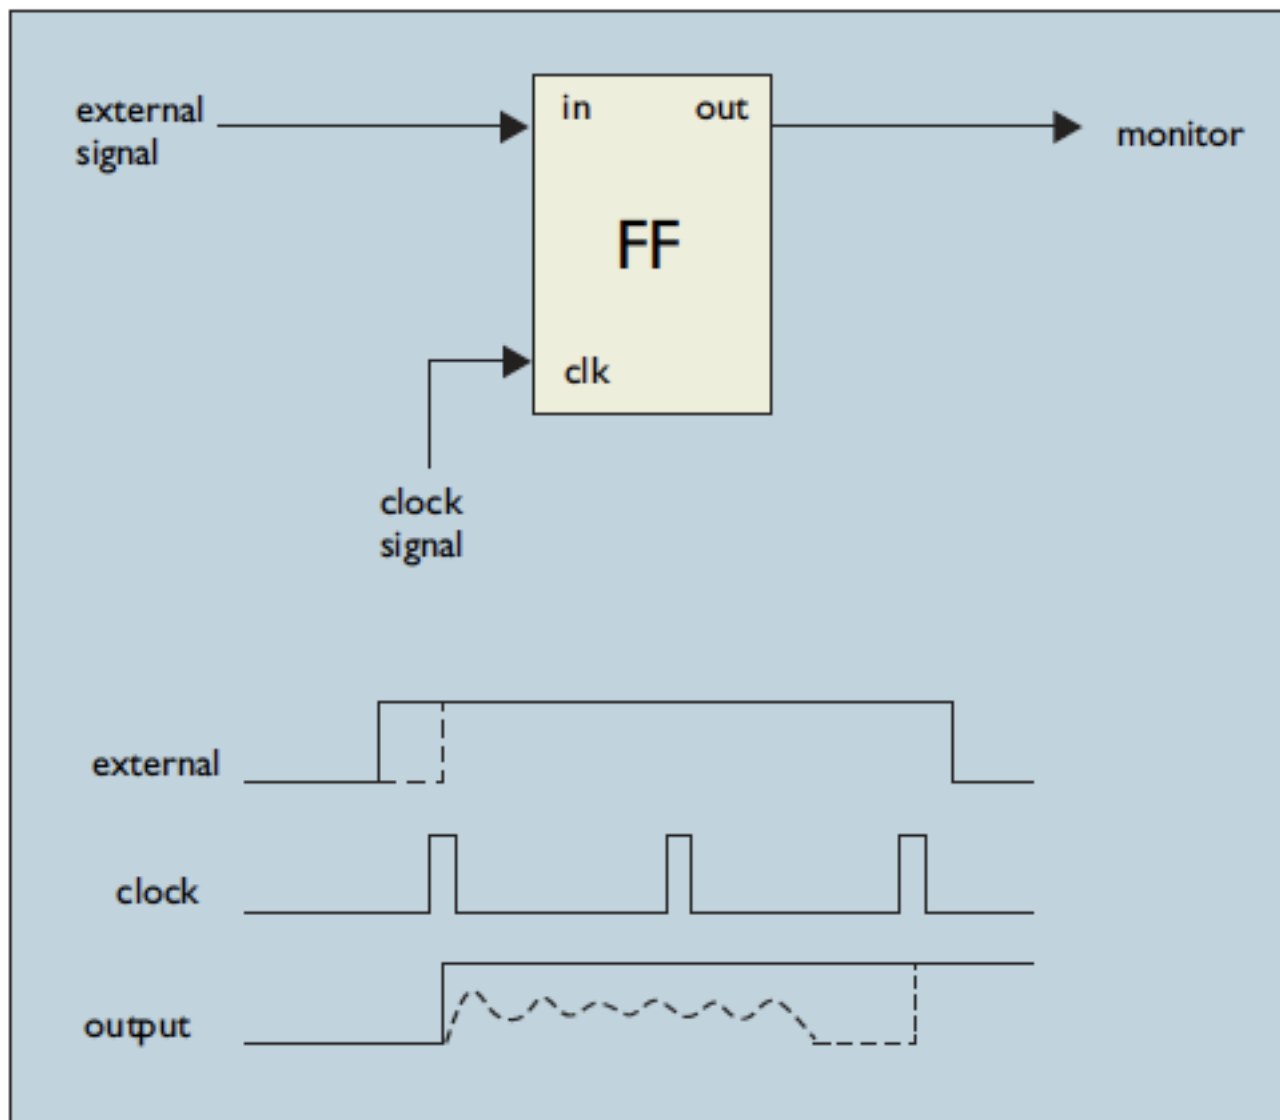 external
signal
in
out
monitor
FF
clk
clock
signal
external
clock
output